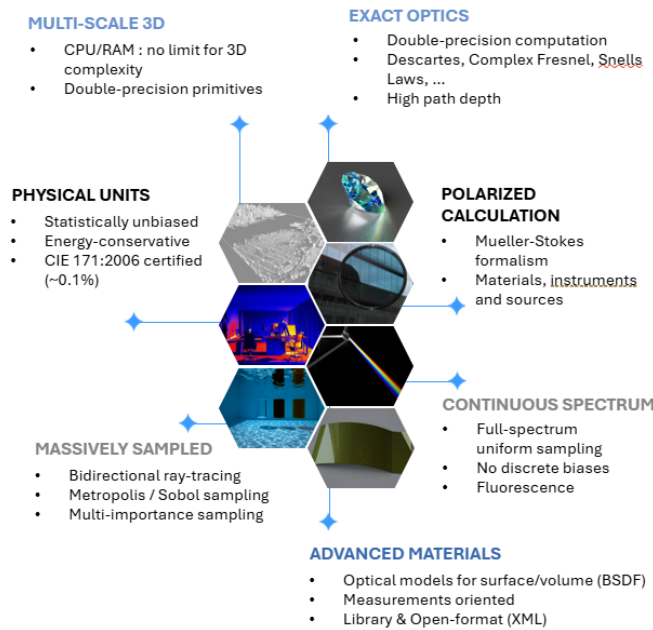 MULTI-SCALE 3D
• CPU/RAM : no limit for 3D
complexity
• Double-precision primitives
EXACT OPTICS
• Double-precision computation
• Descartes, Complex Fresnel, Snells
Laws, ...
• High path depth
PHYSICAL UNITS
• Statistically unbiased
• Energy-conservative
• CIE 171:2006 certified
(~0.1%)
POLARIZED
CALCULATION
• Mueller-Stokes
formalism
• Materials, instruments
and sources
CONTINUOUS SPECTRUM
• Full-spectrum
uniform sampling
• No discrete biases
• Fluorescence
MASSIVELY SAMPLED
• Bidirectional ray-tracing
• Metropolis / Sobol sampling
• Multi-importance sampling
ADVANCED MATERIALS
• Optical models for surface/volume (BSDF)
• Measurements oriented
• Library & Open-format (XML)